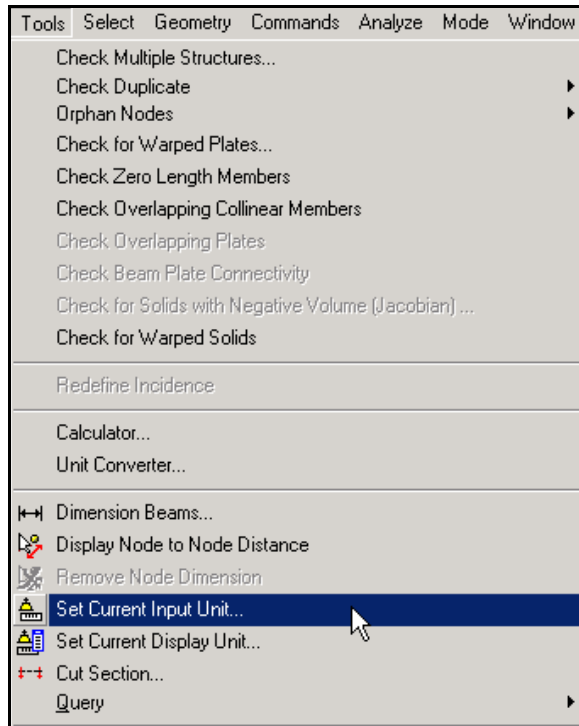 Tools Select Geometry Commands Analyze Mode Window
Check Multiple Structures...
Check Duplicate
Orphan Nodes
Check for Warped Plates...
Check Zero Length Members
Check Overlapping Collinear Members
Check Overlapping Plates
Check Beam Plate Connectivity
Check for Solids with Negative Volume (Jacobian) ...
Check for Warped Solids
Redefine Incidence
Calculator...
Unit Converter...
Dimension Beams...
Display Node to Node Distance
Remove Node Dimension
Set Current Input Unit...
Set Current Display Unit...
Cut Section...
Query